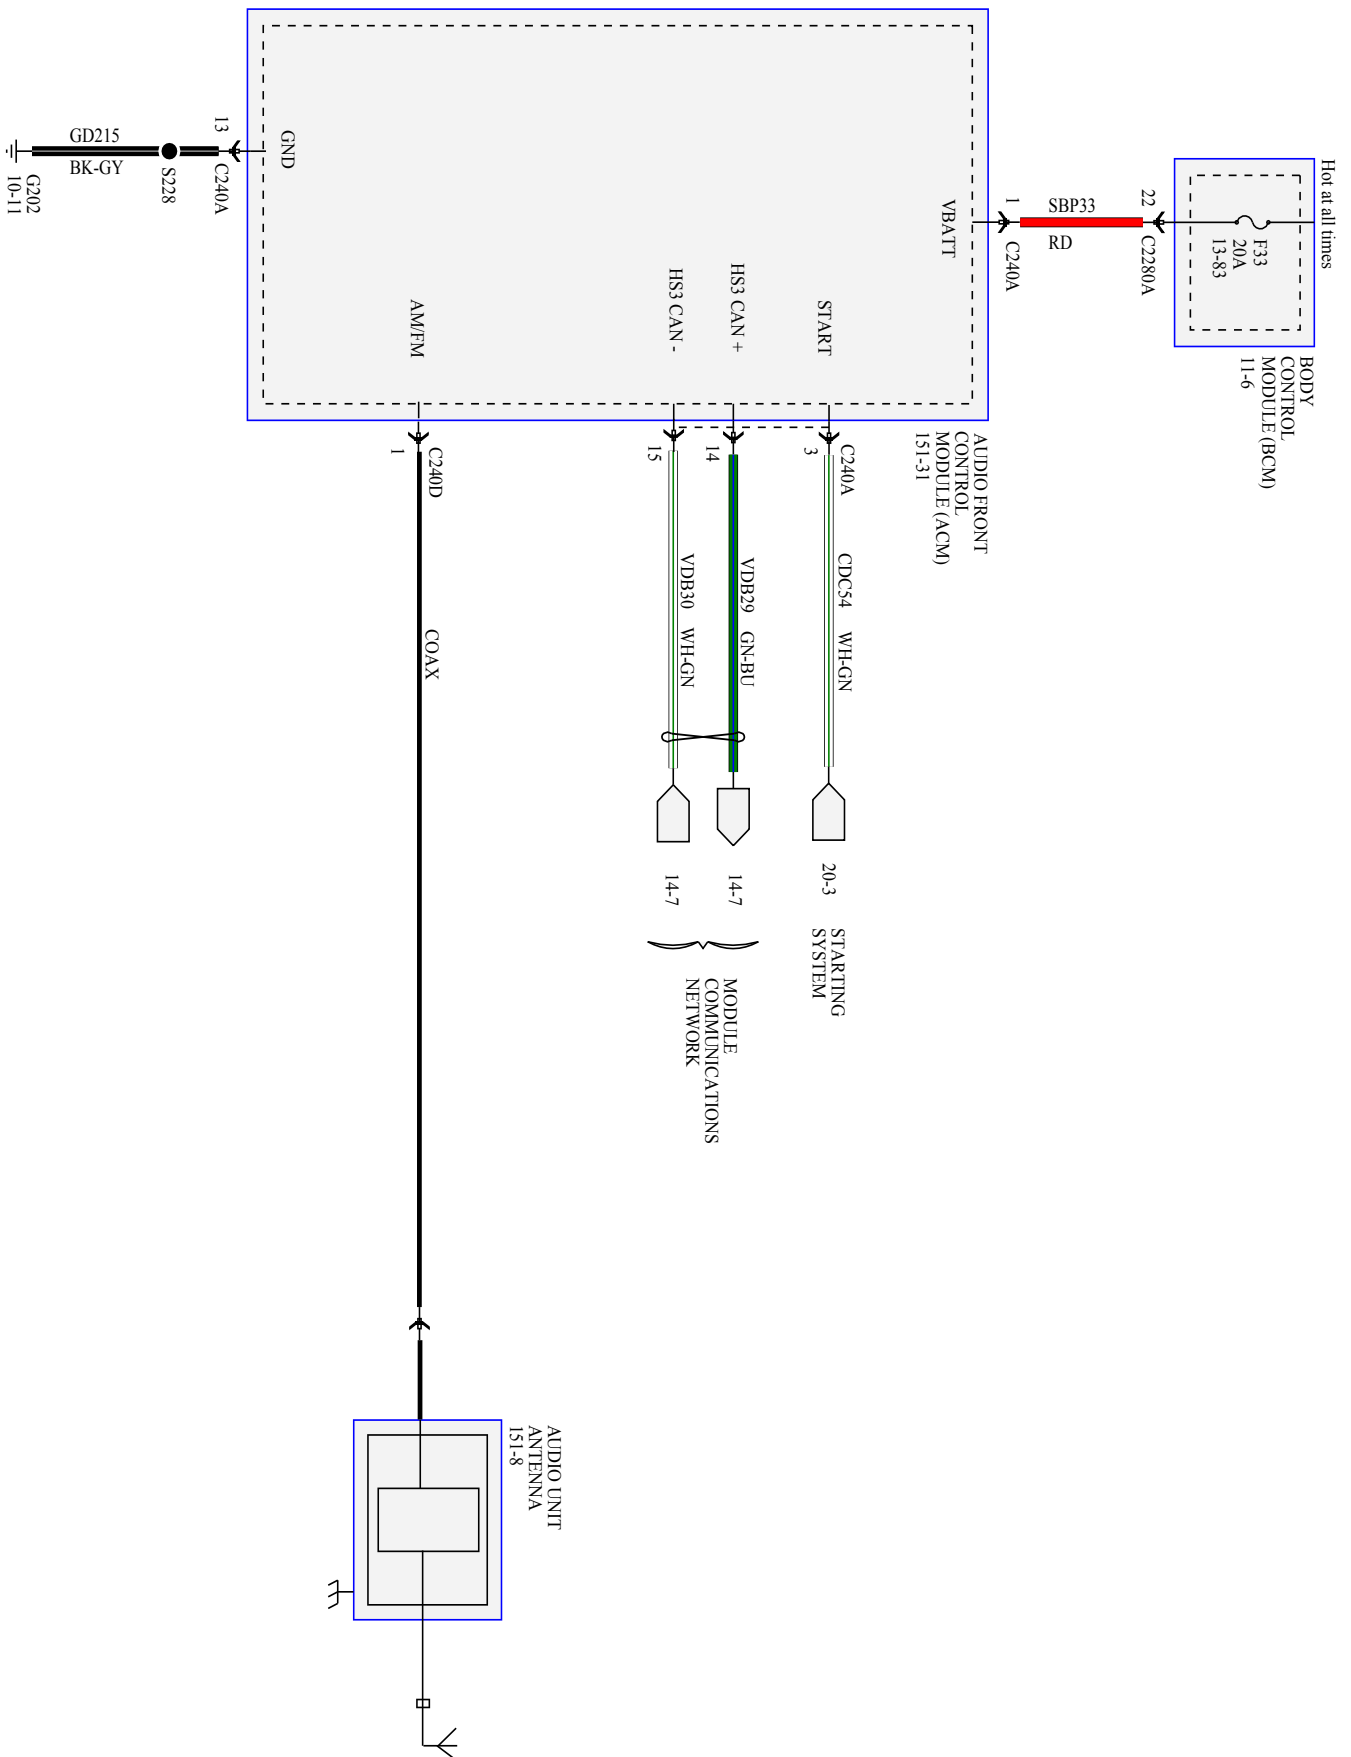 Hot at all times
F33
20A
13-83
BODY
CONTROL
MODULE (BCM)
11-6
22
C2280A
SBP33
RD
1
C240A
VBATT
AUDIO FRONT
CONTROL
MODULE (ACM)
151-31
START
HS3 CAN +
HS3 CAN -
AM/FM
GND
13
C240A
S228
GD215
BK-GY
G202
10-11
3
C240A
CDC54
WH-GN
20-3
STARTING
SYSTEM
14
VDB29
GN-BU
14-7
15
VDB30
WH-GN
14-7
MODULE
COMMUNICATIONS
NETWORK
1
C240D
COAX
AUDIO UNIT
ANTENNA
151-8